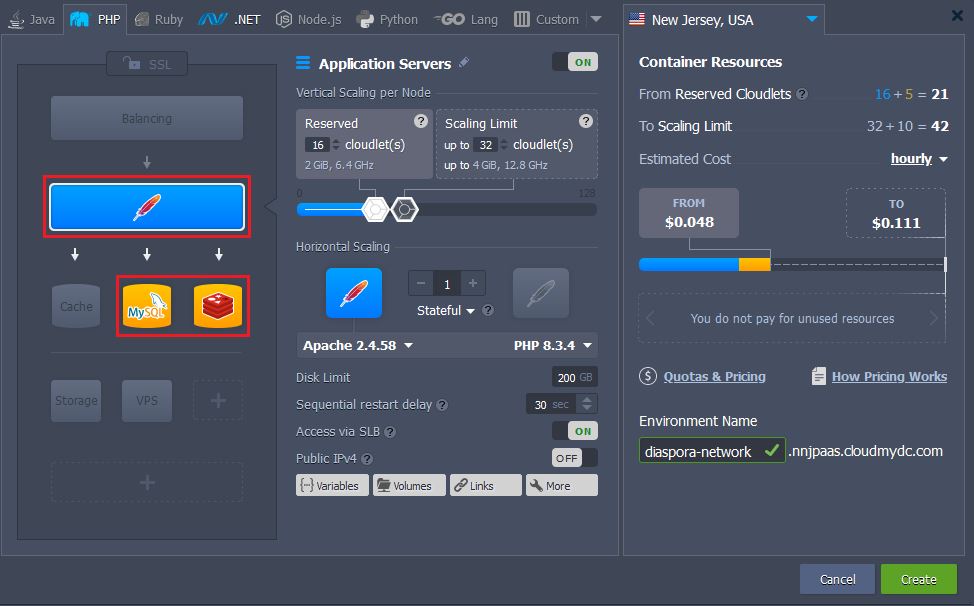 Java
PHP
Ruby
.NET
Node.js
Python
GO Lang
Custom
New Jersey, USA
SSL
Balancing
Cache
MySQL
Storage
VPS
Application Servers
ON
Vertical Scaling per Node
Reserved ?
16 cloudlet(s)
2 GiB, 6.4 GHz
Scaling Limit ?
up to 32 cloudlet(s)
up to 4 GiB, 12.8 GHz
0 128
Horizontal Scaling
1
Stateful ?
Apache 2.4.58
PHP 8.3.4
Disk Limit 200 GB
Sequential restart delay ? 30 sec
Access via SLB ? ON
Public IPv4 ? OFF
Variables
Volumes
Links
More
Container Resources
From Reserved Cloudlets ? 16 + 5 = 21
To Scaling Limit 32 + 10 = 42
Estimated Cost hourly
FROM
$0.048
TO
$0.111
You do not pay for unused resources
Quotas & Pricing
How Pricing Works
Environment Name
diaspora-network .nnjpaas.cloudmydc.com
Cancel
Create